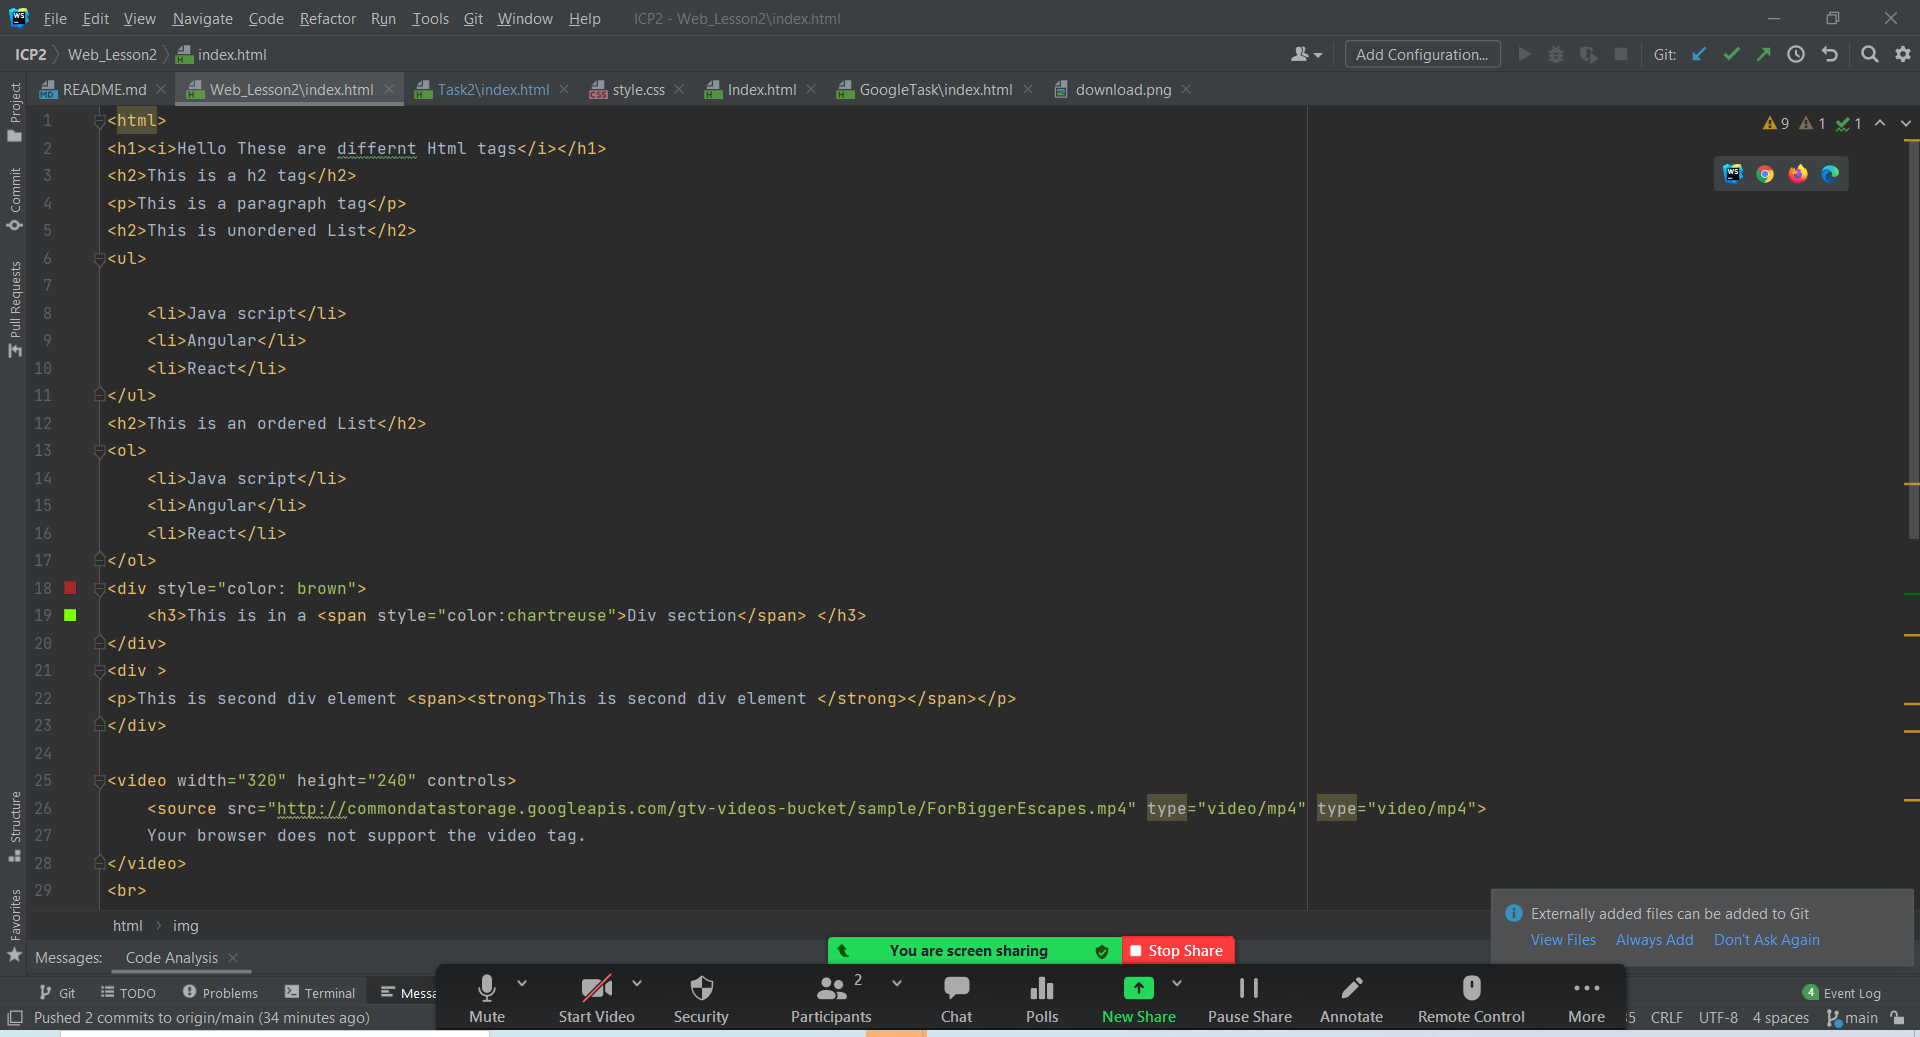 WS File Edit View Navigate Code Refactor Run Tools Git Window Help ICP2 - Web_Lesson2\index.html
ICP2 Web_Lesson2 index.html Add Configuration... Git:
README.md Web_Lesson2\index.html Task2\index.html style.css Index.html GoogleTask\index.html download.png
Project
Commit
Pull Requests
Structure
Favorites
9 1 1
1 <html>
2 <h1><i>Hello These are differnt Html tags</i></h1>
3 <h2>This is a h2 tag</h2>
4 <p>This is a paragraph tag</p>
5 <h2>This is unordered List</h2>
6 <ul>
7
8 <li>Java script</li>
9 <li>Angular</li>
10 <li>React</li>
11 </ul>
12 <h2>This is an ordered List</h2>
13 <ol>
14 <li>Java script</li>
15 <li>Angular</li>
16 <li>React</li>
17 </ol>
18 <div style="color: brown">
19 <h3>This is in a <span style="color:chartreuse">Div section</span> </h3>
20 </div>
21 <div >
22 <p>This is second div element <span><strong>This is second div element </strong></span></p>
23 </div>
24
25 <video width="320" height="240" controls>
26 <source src="http://commondatastorage.googleapis.com/gtv-videos-bucket/sample/ForBiggerEscapes.mp4" type="video/mp4" type="video/mp4">
27 Your browser does not support the video tag.
28 </video>
29 <br>
html img
Externally added files can be added to Git
View Files Always Add Don't Ask Again
You are screen sharing Stop Share
Messages: Code Analysis
Git TODO Problems Terminal Messa
2
Mute Start Video Security Participants Chat Polls New Share Pause Share Annotate Remote Control More
4 Event Log
Pushed 2 commits to origin/main (34 minutes ago)
35 CRLF UTF-8 4 spaces main